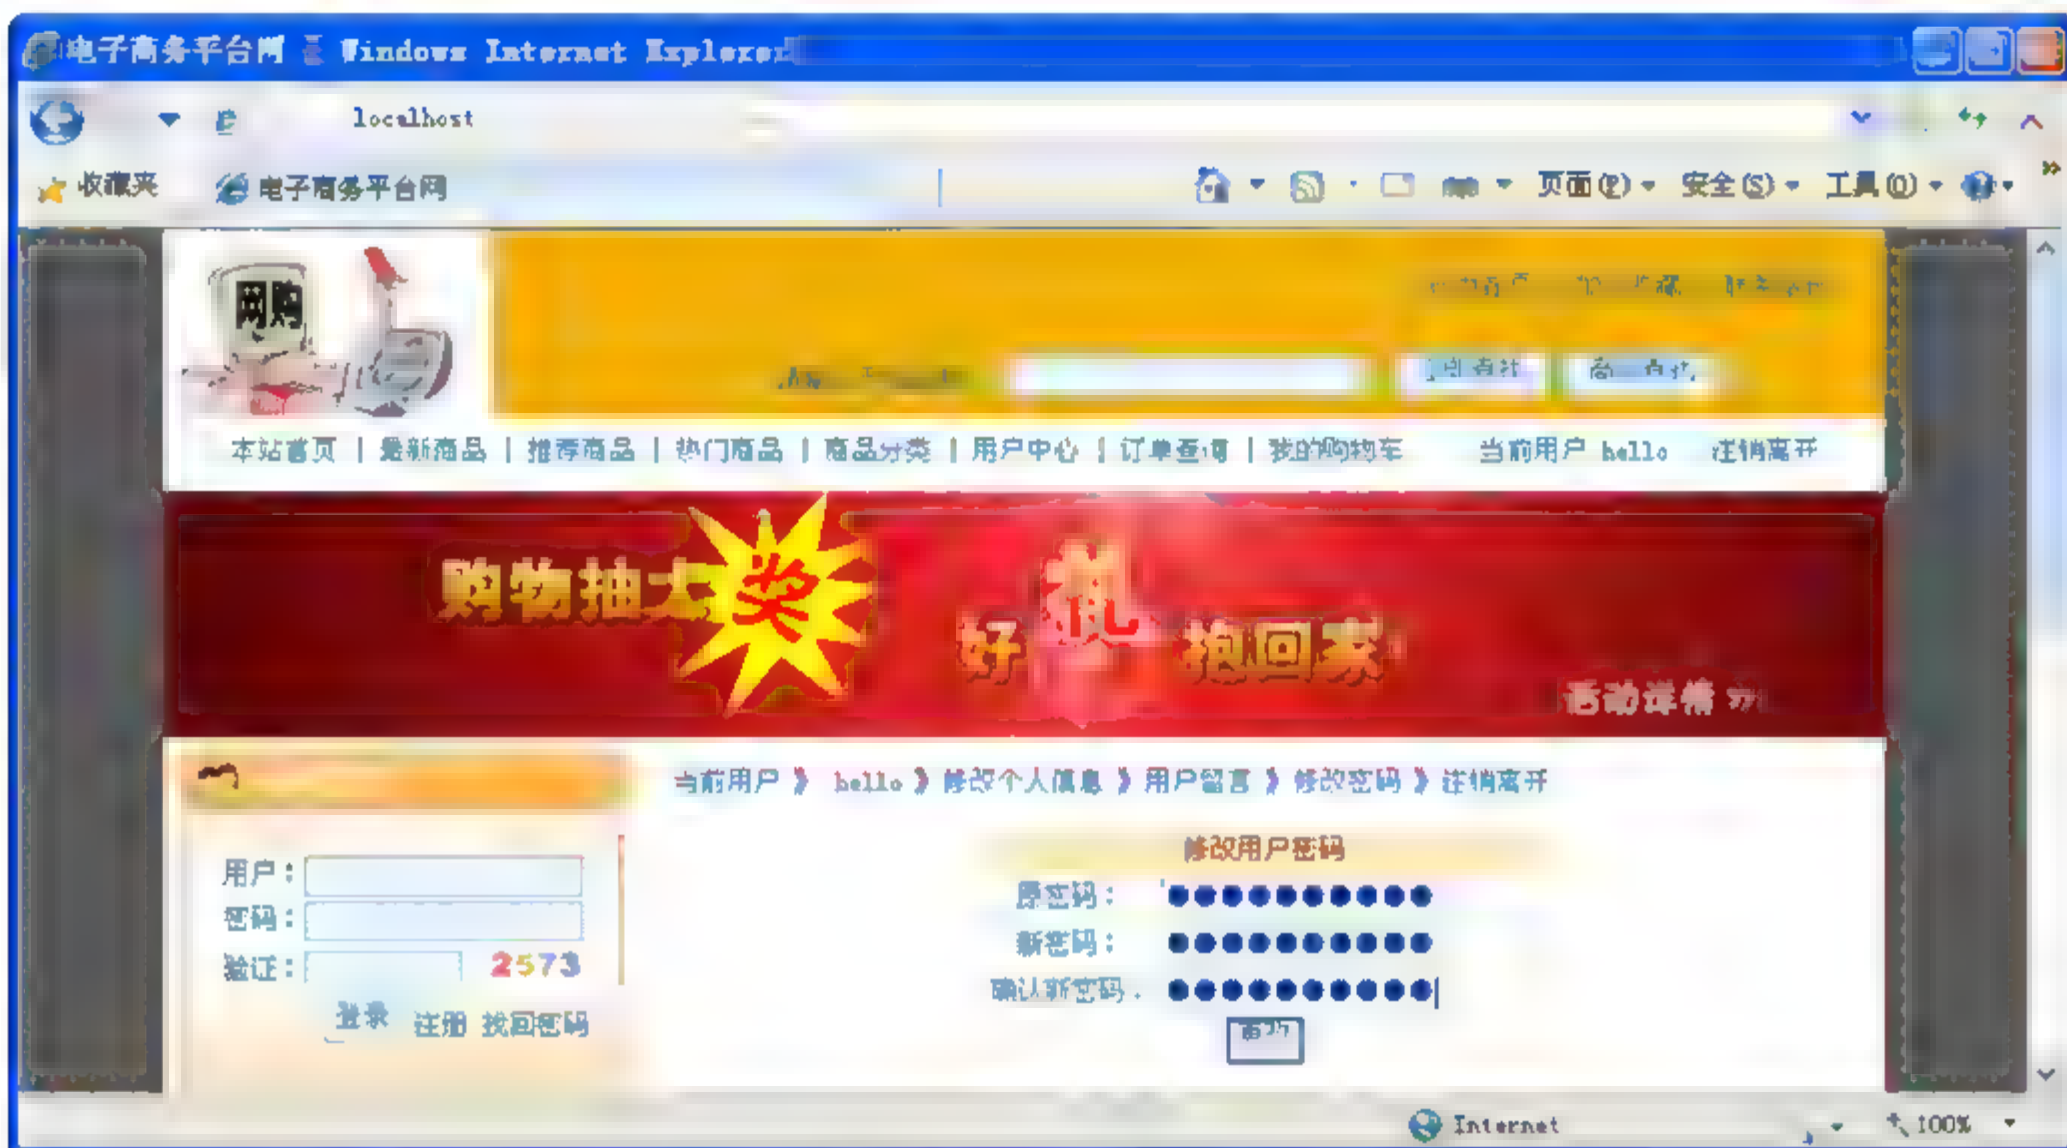 电子商务平台网 - Windows Internet Explorer
localhost
收藏夹 电子商务平台网 页面(P) 安全(S) 工具(O)
网购
本站首页 | 最新商品 | 推荐商品 | 热门商品 | 商品分类 | 用户中心 | 订单查询 | 我的购物车 当前用户 hello 注销离开
购物抽大奖
好礼抱回家
活动详情
当前用户 》 hello 》修改个人信息 》用户留言 》修改密码 》注销离开
修改用户密码
用户：
原密码： ●●●●●●●●●●
密码：
新密码： ●●●●●●●●●●
验证： 2573
确认新密码： ●●●●●●●●●●
登录 注册 找回密码
Internet 100%